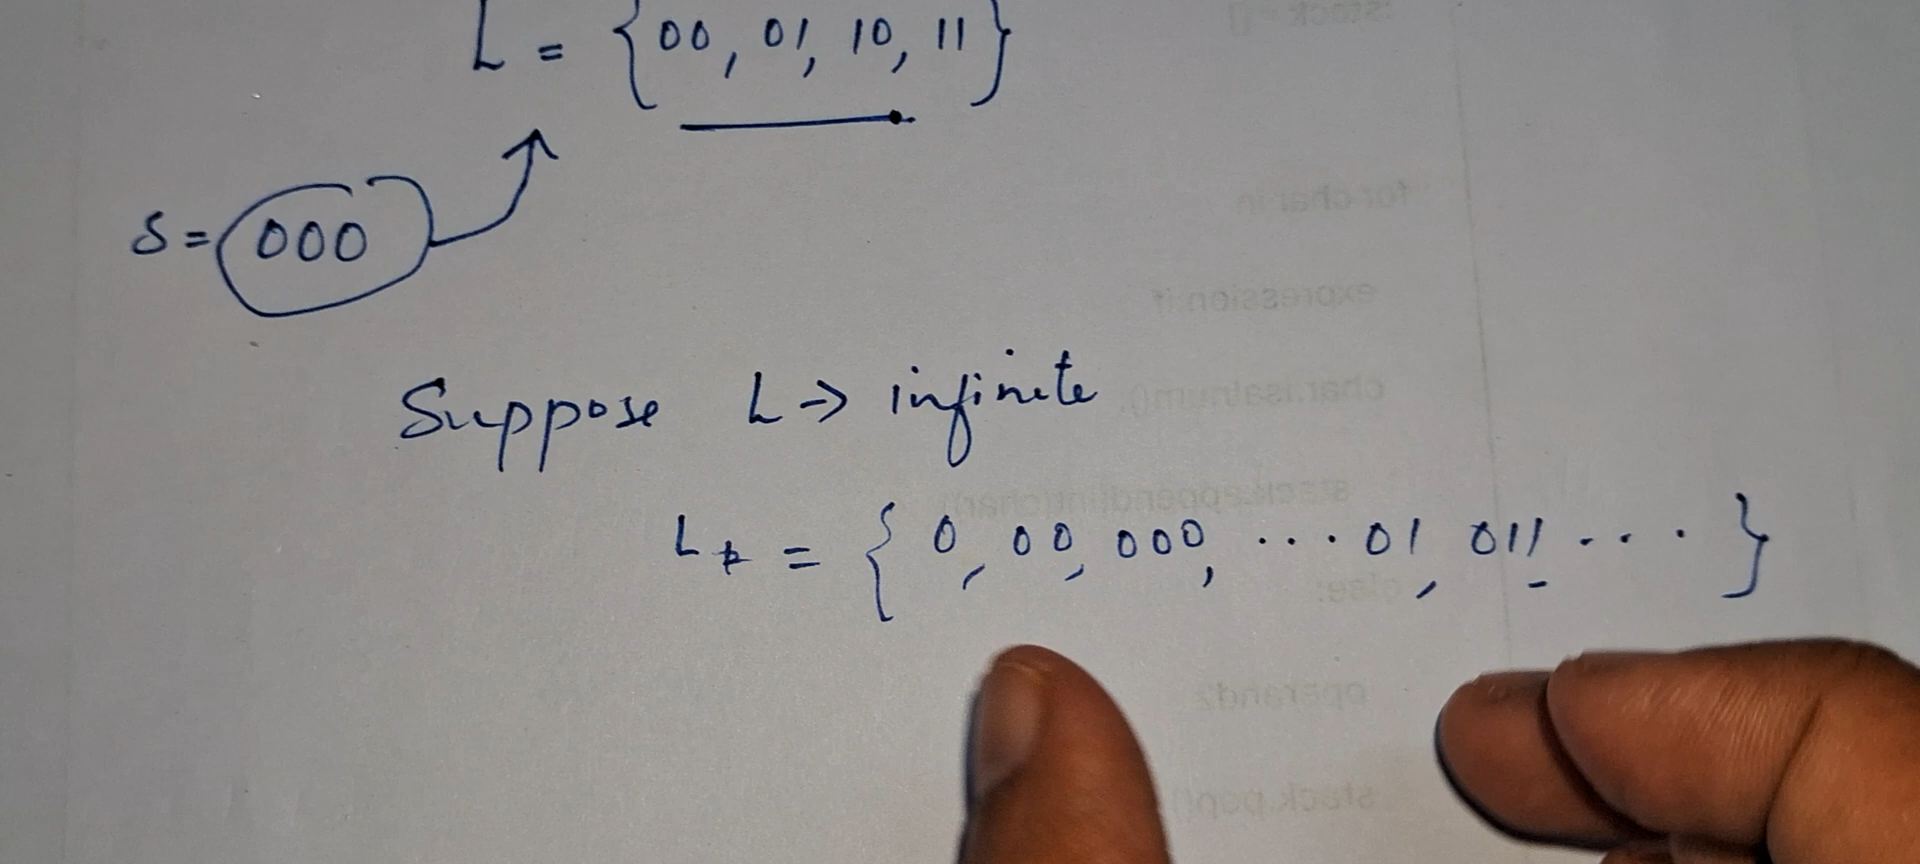 L = {00, 01, 10, 11}
S = 000
Suppose L → infinite
= {0, 00, 000, ... 01, 011 ... }